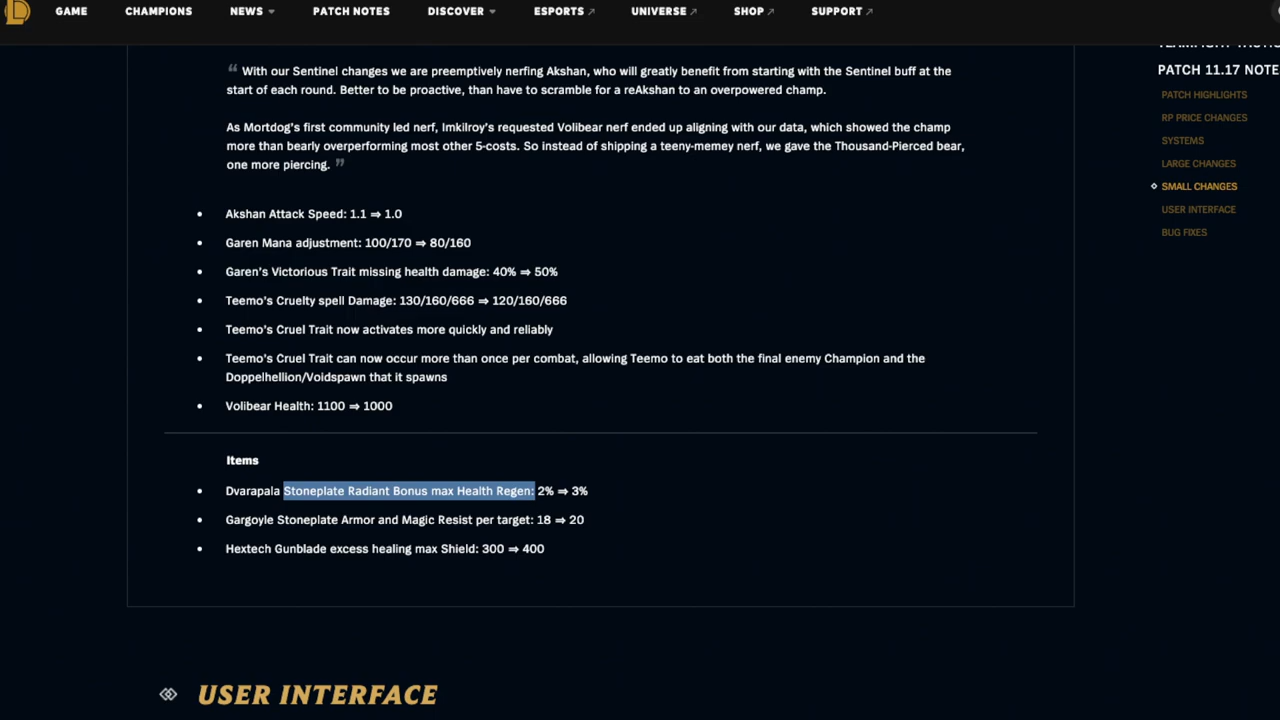 GAME CHAMPIONS NEWS PATCH NOTES DISCOVER ESPORTS UNIVERSE SHOP SUPPORT
PATCH 11.17 NOTE
PATCH HIGHLIGHTS
RP PRICE CHANGES
SYSTEMS
LARGE CHANGES
SMALL CHANGES
USER INTERFACE
BUG FIXES
“ With our Sentinel changes we are preemptively nerfing Akshan, who will greatly benefit from starting with the Sentinel buff at the
start of each round. Better to be proactive, than have to scramble for a reAkshan to an overpowered champ.
As Mortdog's first community led nerf, Imkilroy's requested Volibear nerf ended up aligning with our data, which showed the champ
more than bearly overperforming most other 5-costs. So instead of shipping a teeny-memey nerf, we gave the Thousand-Pierced bear,
one more piercing. ”
• Akshan Attack Speed: 1.1 ⇒ 1.0
• Garen Mana adjustment: 100/170 ⇒ 80/160
• Garen's Victorious Trait missing health damage: 40% ⇒ 50%
• Teemo's Cruelty spell Damage: 130/160/666 ⇒ 120/160/666
• Teemo's Cruel Trait now activates more quickly and reliably
• Teemo's Cruel Trait can now occur more than once per combat, allowing Teemo to eat both the final enemy Champion and the
Doppelhellion/Voidspawn that it spawns
• Volibear Health: 1100 ⇒ 1000
Items
• Dvarapala Stoneplate Radiant Bonus max Health Regen: 2% ⇒ 3%
• Gargoyle Stoneplate Armor and Magic Resist per target: 18 ⇒ 20
• Hextech Gunblade excess healing max Shield: 300 ⇒ 400
USER INTERFACE